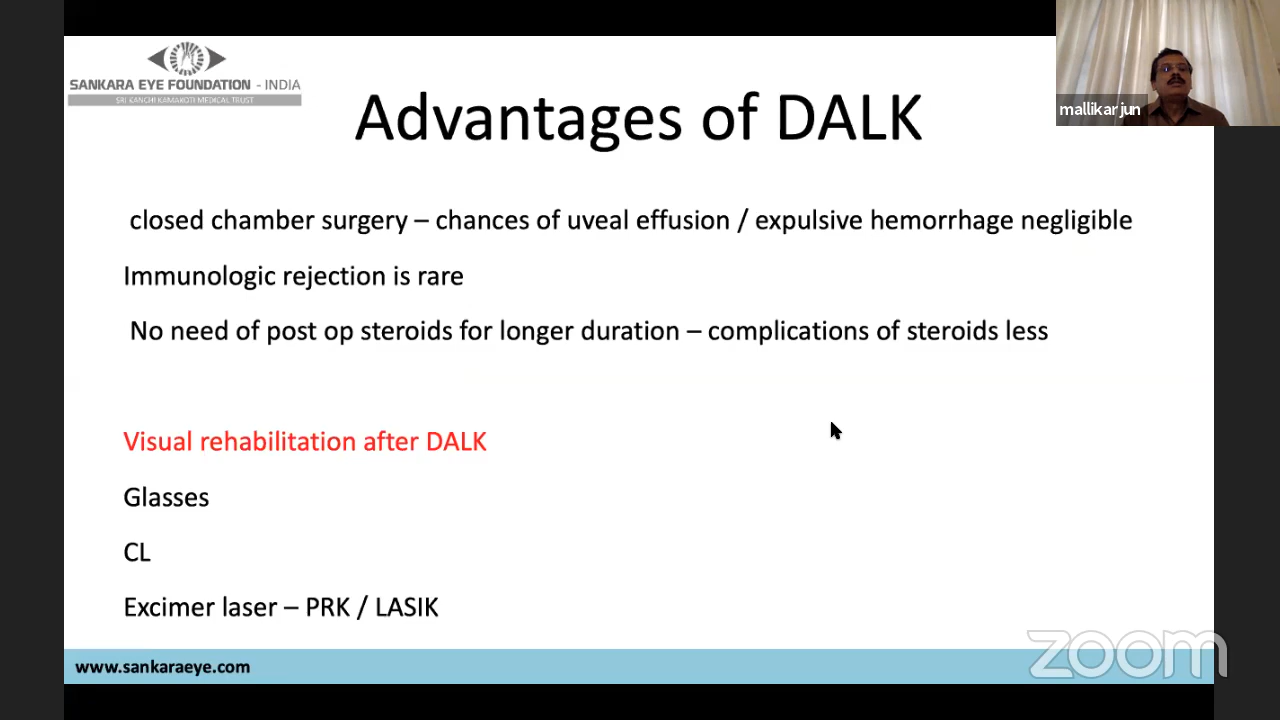 SANKARA EYE FOUNDATION - INDIA
SRI KANCHI KAMAKOTI MEDICAL TRUST
mallikarjun
Advantages of DALK
closed chamber surgery – chances of uveal effusion / expulsive hemorrhage negligible
Immunologic rejection is rare
No need of post op steroids for longer duration – complications of steroids less
Visual rehabilitation after DALK
Glasses
CL
Excimer laser – PRK / LASIK
www.sankaraeye.com
zoom